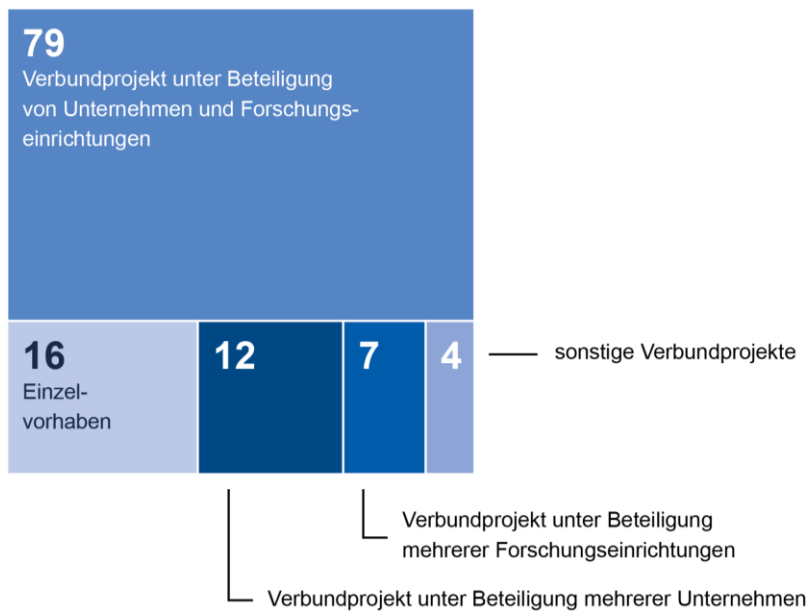 79
Verbundprojekt unter Beteiligung
von Unternehmen und Forschungs-
einrichtungen
16
Einzel-
vorhaben
12
7
4
sonstige Verbundprojekte
Verbundprojekt unter Beteiligung
mehrerer Forschungseinrichtungen
Verbundprojekt unter Beteiligung mehrerer Unternehmen